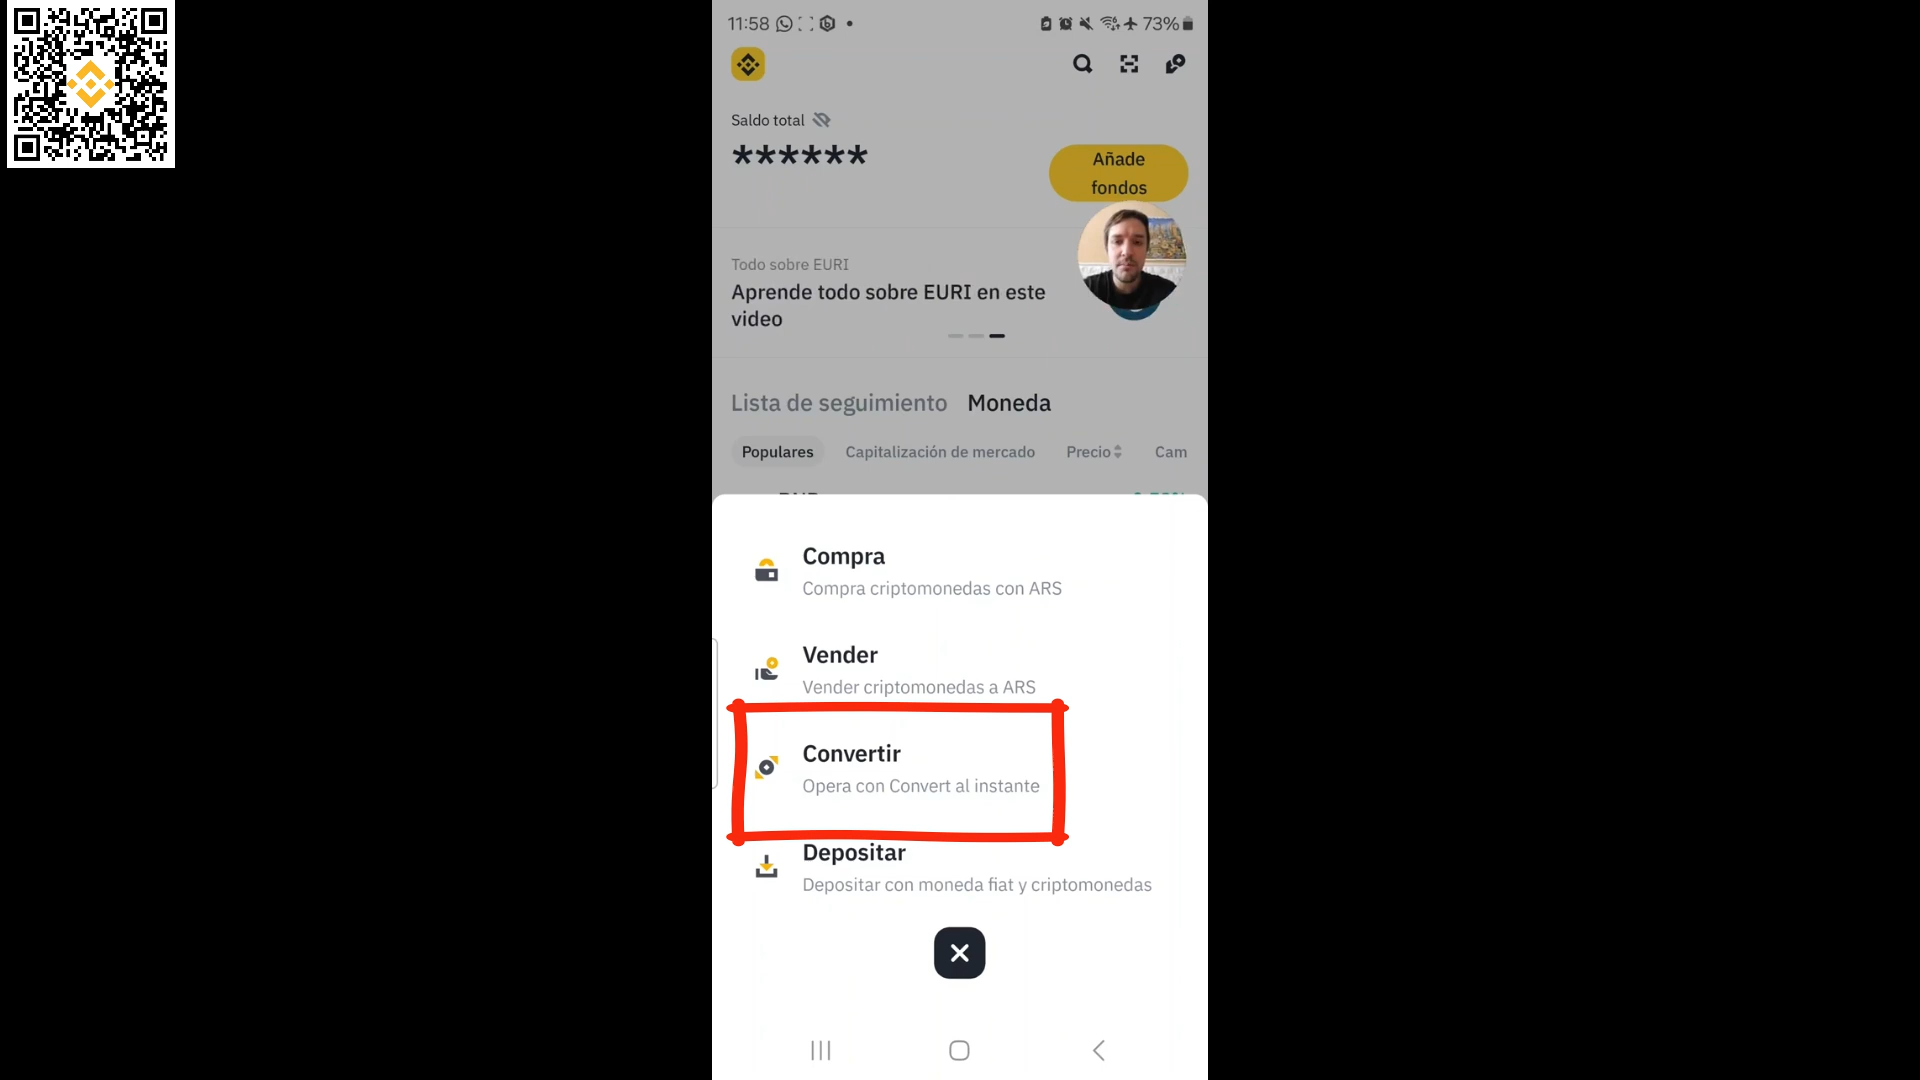 11:58
73%
Saldo total
******
Añade
fondos
Todo sobre EURI
Aprende todo sobre EURI en este
video
Lista de seguimiento Moneda
Populares Capitalización de mercado Precio Cam
Compra
Compra criptomonedas con ARS
Vender
Vender criptomonedas a ARS
Convertir
Opera con Convert al instante
Depositar
Depositar con moneda fiat y criptomonedas